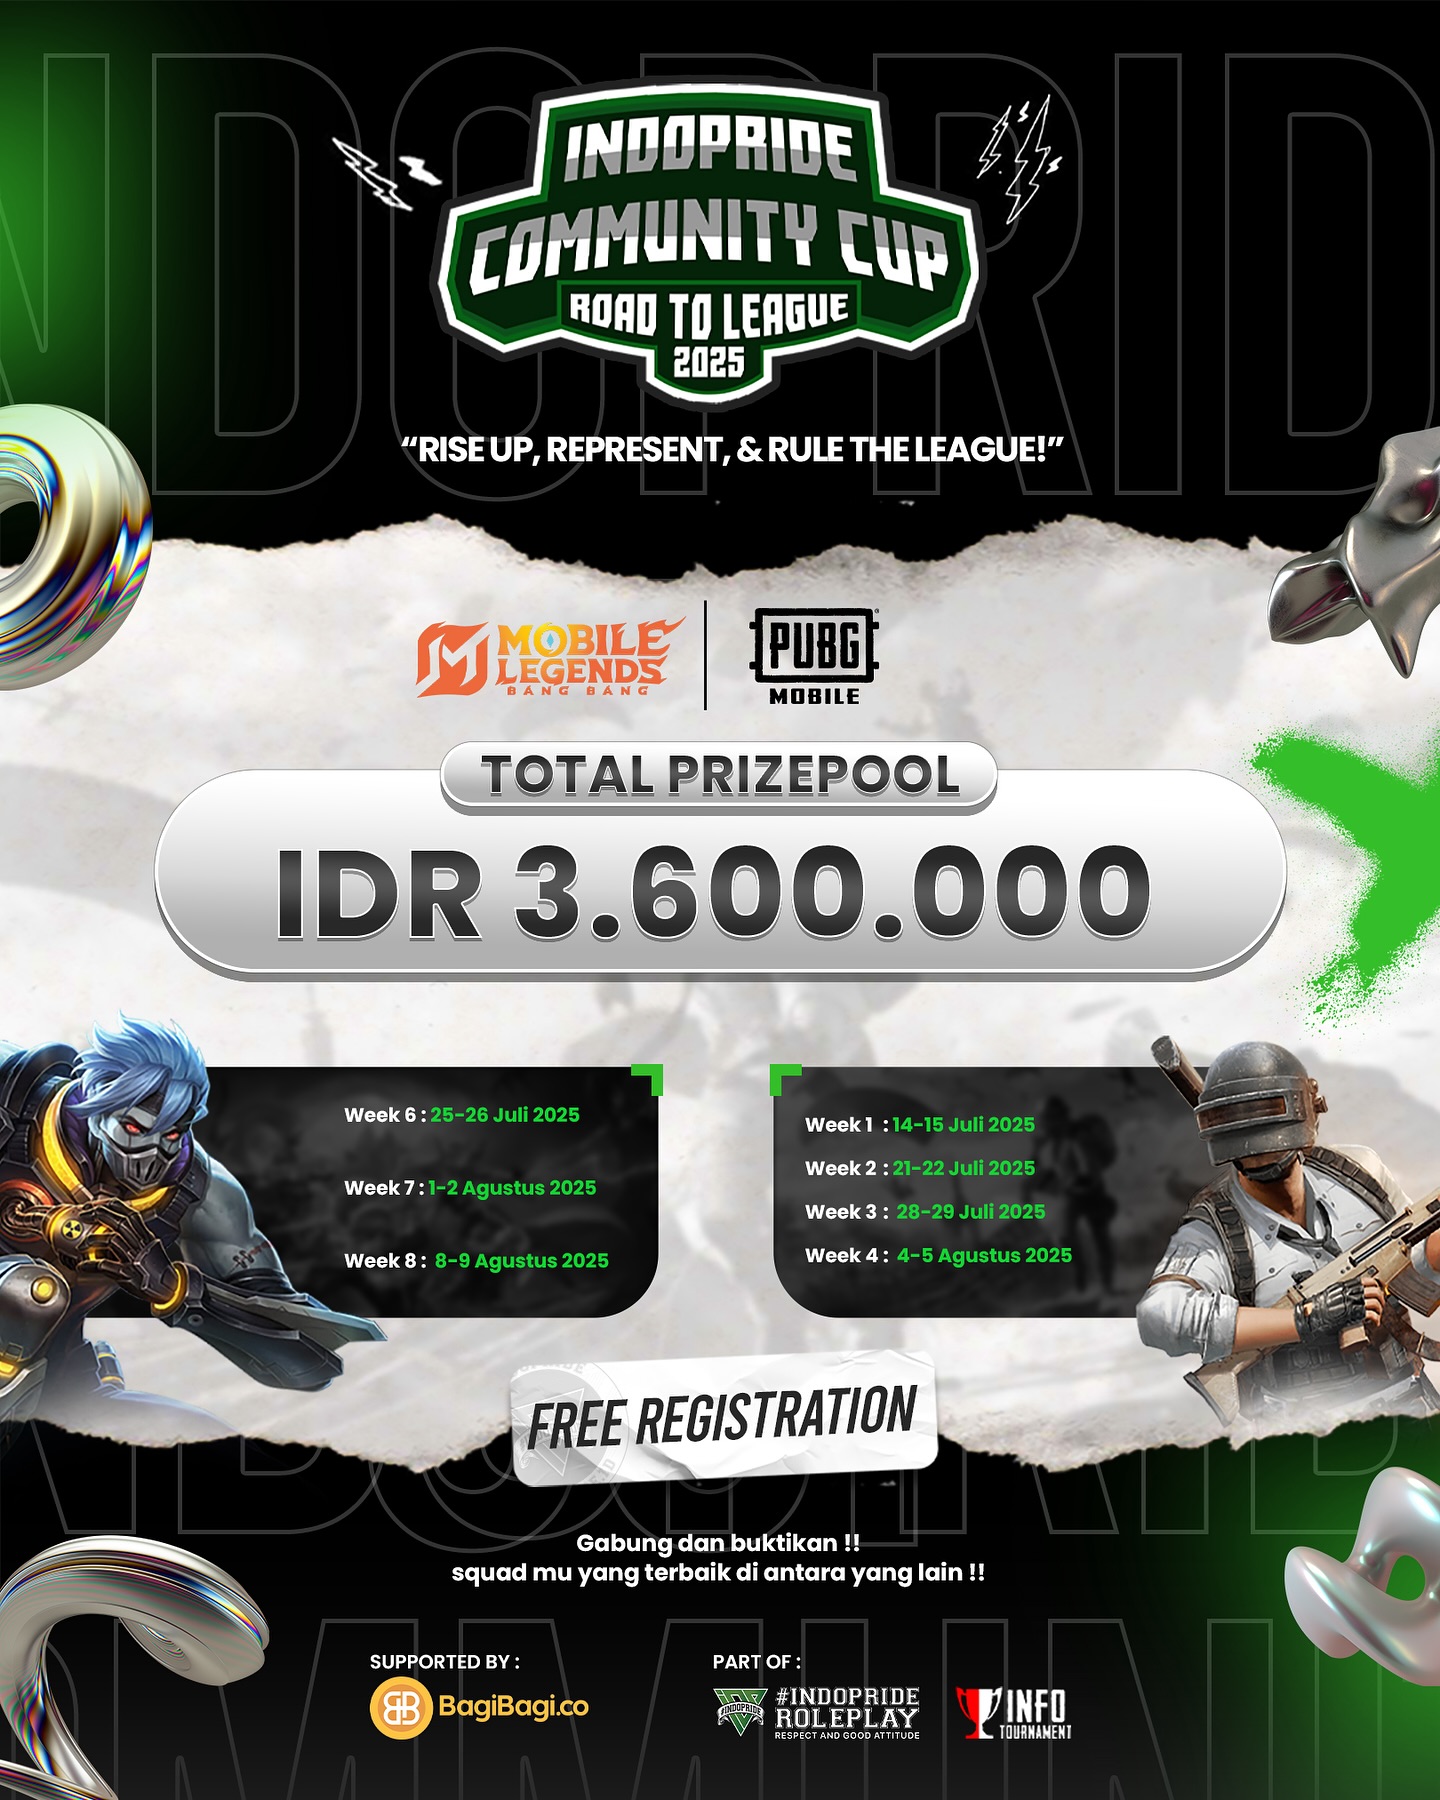 INDOPRIDE
COMMUNITY CUP
ROAD TO LEAGUE
2025
“RISE UP, REPRESENT, & RULE THE LEAGUE!”
MOBILE
LEGENDS
BANG BANG
PUBG
MOBILE
TOTAL PRIZEPOOL
IDR 3.600.000
Week 6 : 25-26 Juli 2025
Week 7 : 1-2 Agustus 2025
Week 8 : 8-9 Agustus 2025
Week 1 : 14-15 Juli 2025
Week 2 : 21-22 Juli 2025
Week 3 : 28-29 Juli 2025
Week 4 : 4-5 Agustus 2025
FREE REGISTRATION
Gabung dan buktikan !!
squad mu yang terbaik di antara yang lain !!
SUPPORTED BY :
BagiBagi.co
PART OF :
#INDOPRIDE
ROLEPLAY
RESPECT AND GOOD ATTITUDE
INFO
TOURNAMENT